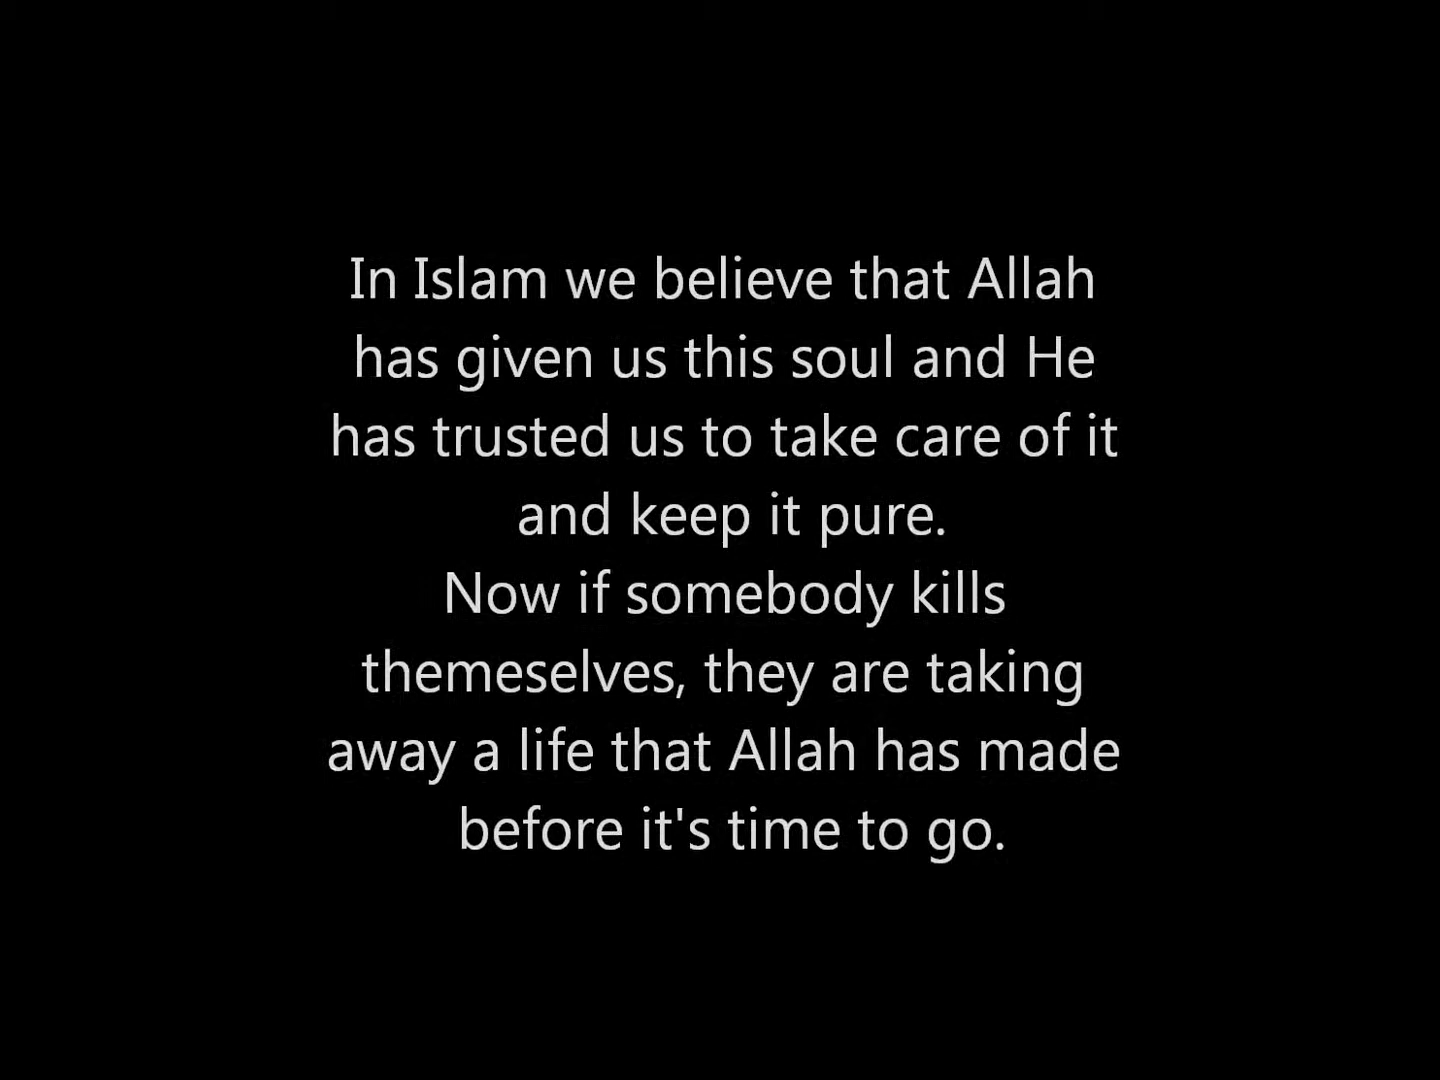 In Islam we believe that Allah
has given us this soul and He
has trusted us to take care of it
and keep it pure.
Now if somebody kills
themeselves, they are taking
away a life that Allah has made
before it's time to go.